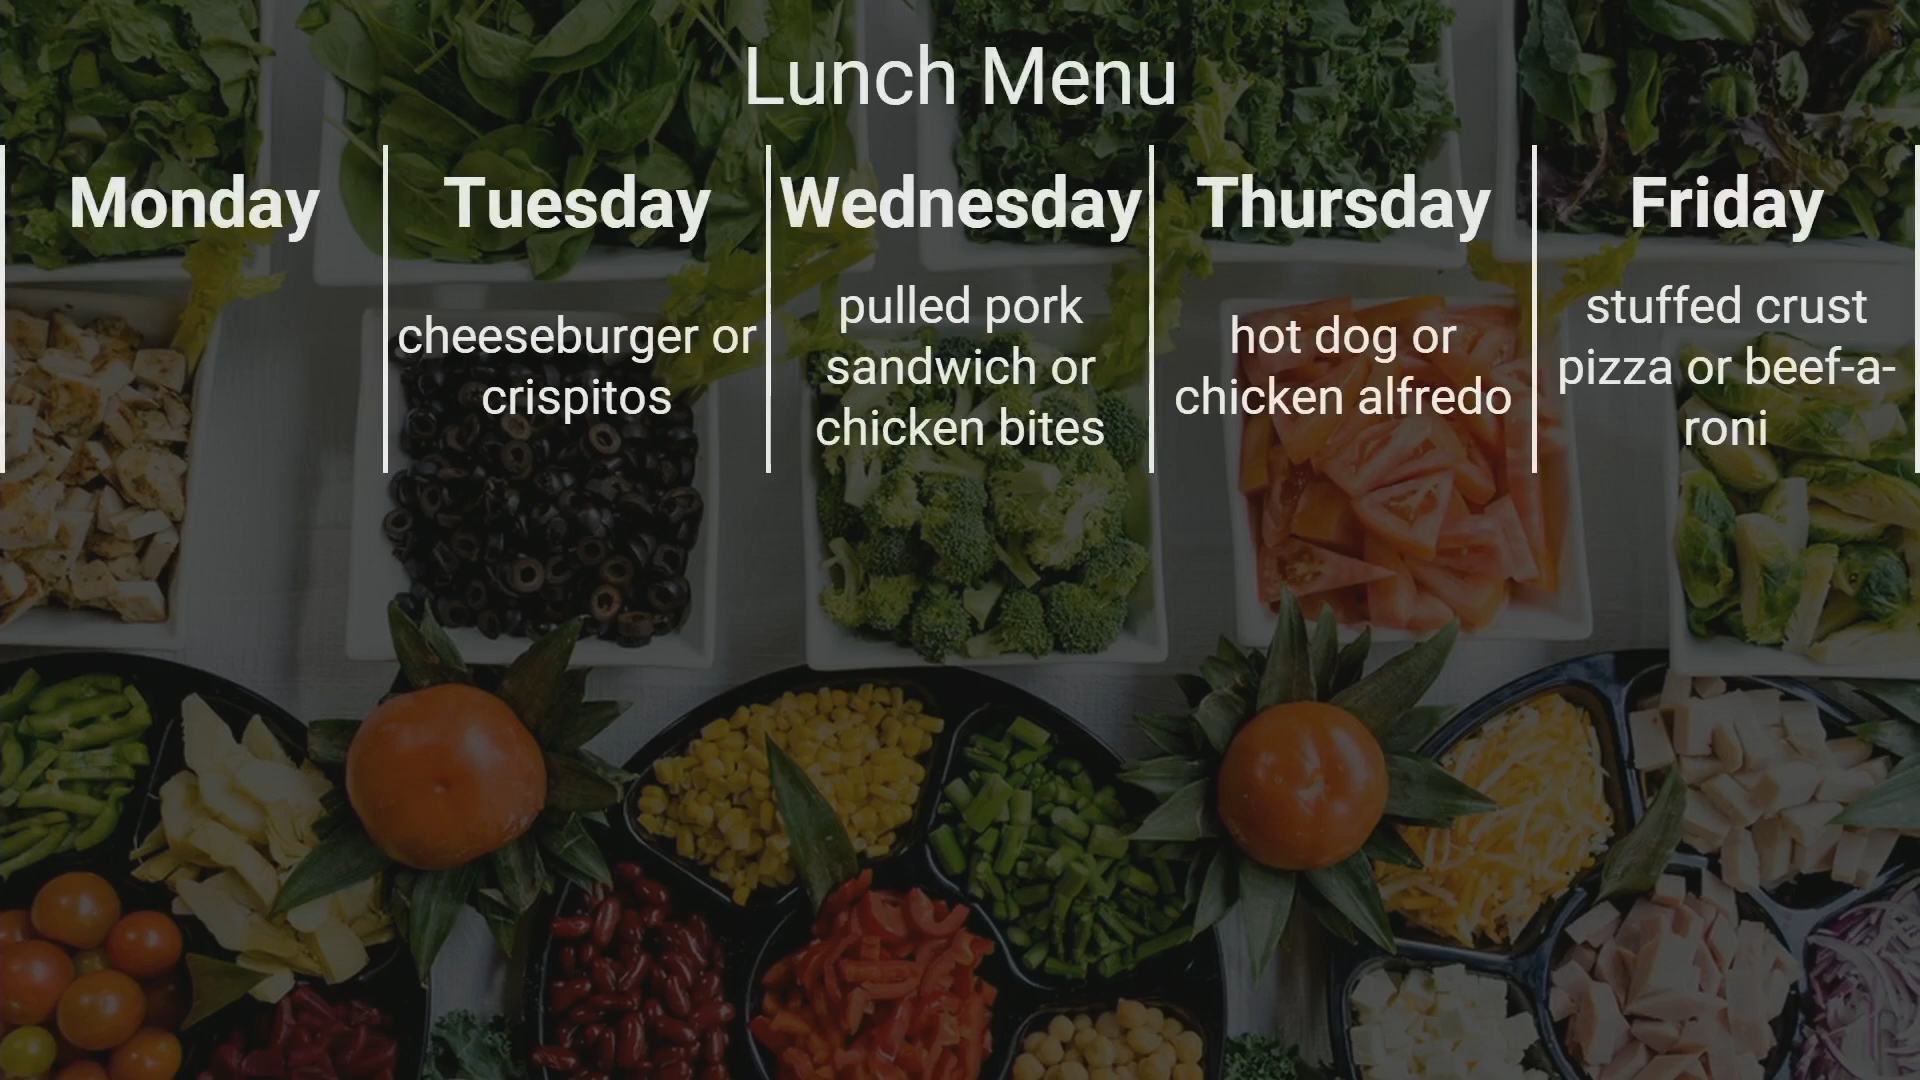 Lunch Menu
Monday
Tuesday
cheeseburger or
crispitos
Wednesday
pulled pork
sandwich or
chicken bites
Thursday
hot dog or
chicken alfredo
Friday
stuffed crust
pizza or beef-a-
roni